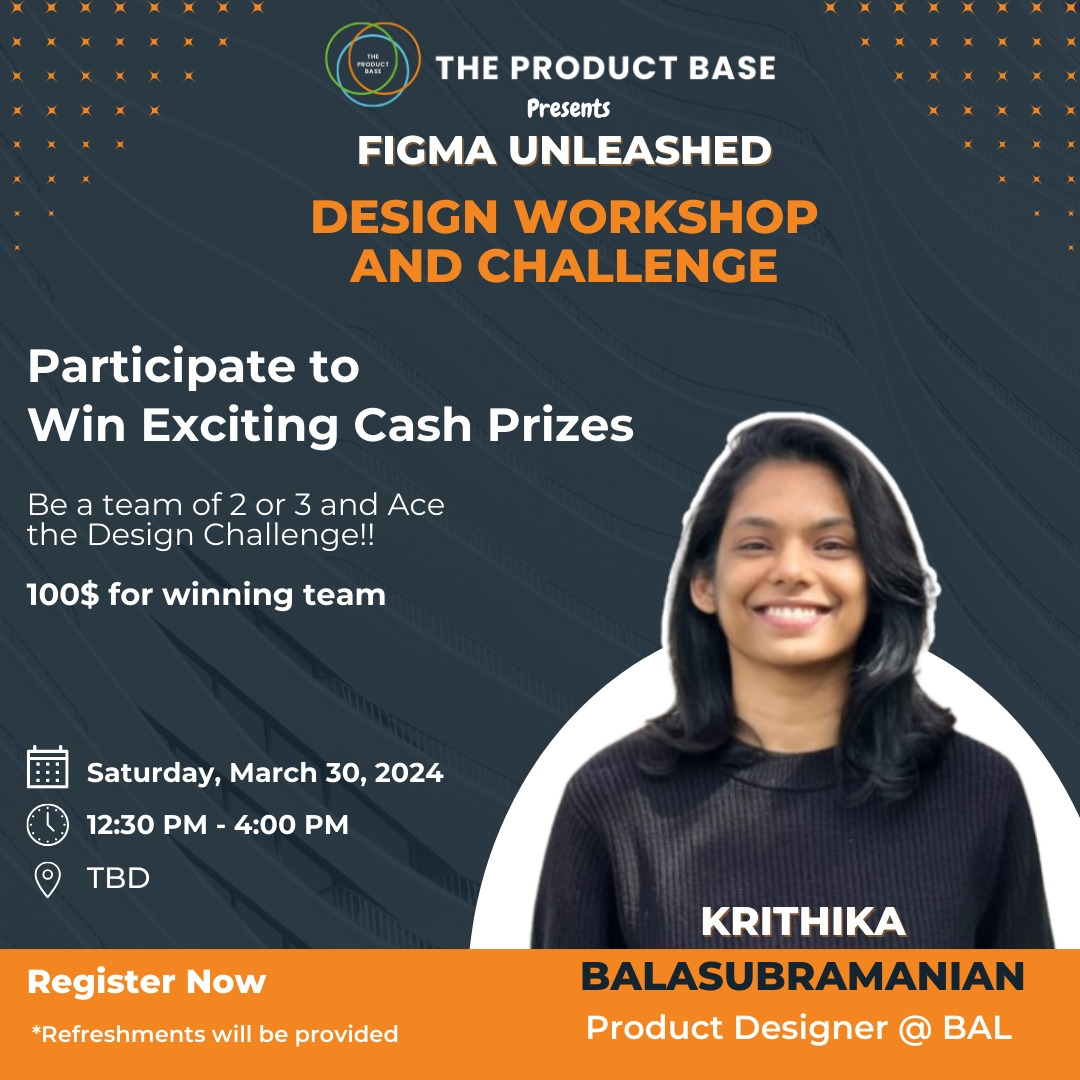 THE
PRODUCT
BASE
THE PRODUCT BASE
Presents
FIGMA UNLEASHED
DESIGN WORKSHOP
AND CHALLENGE
Participate to
Win Exciting Cash Prizes
Be a team of 2 or 3 and Ace
the Design Challenge!!
100$ for winning team
Saturday, March 30, 2024
12:30 PM - 4:00 PM
TBD
KRITHIKA
BALASUBRAMANIAN
Product Designer @ BAL
Register Now
*Refreshments will be provided